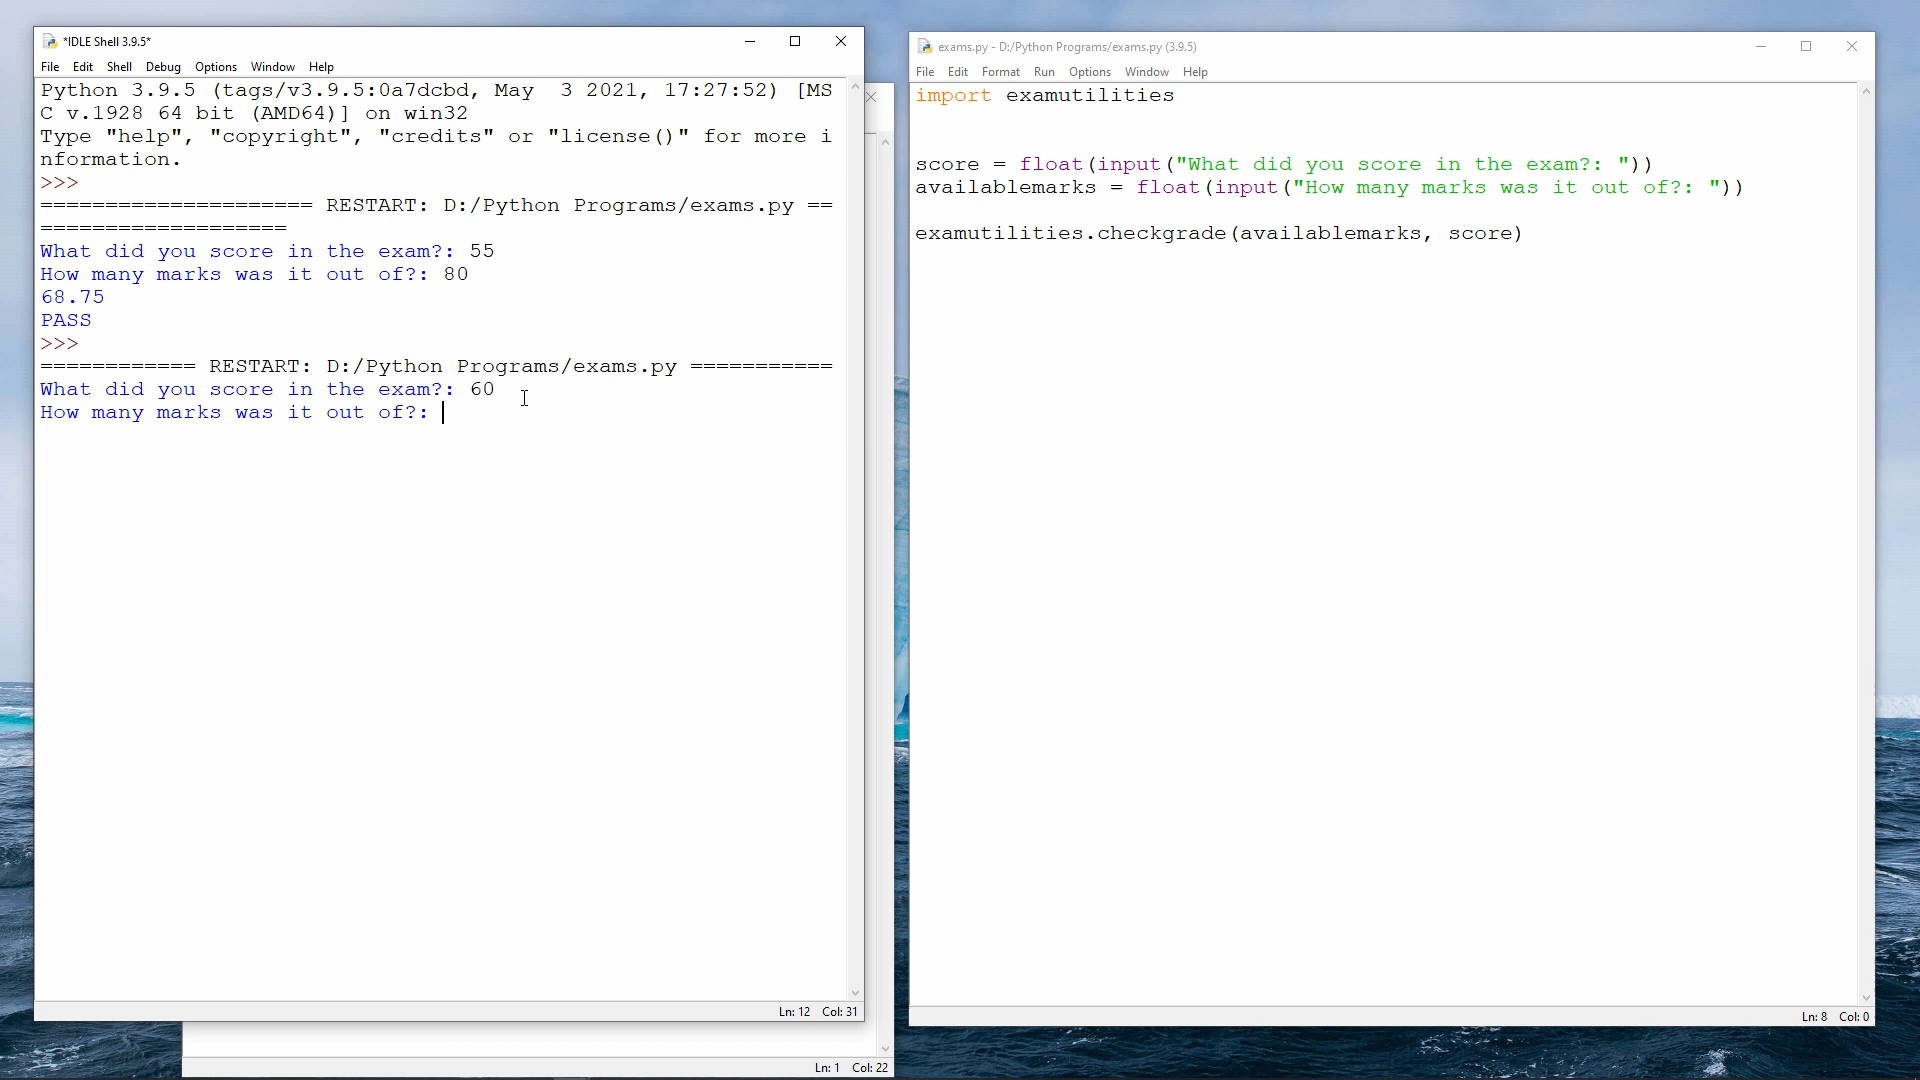 *IDLE Shell 3.9.5*
File Edit Shell Debug Options Window Help
Python 3.9.5 (tags/v3.9.5:0a7dcbd, May  3 2021, 17:27:52) [MS
C v.1928 64 bit (AMD64)] on win32
Type "help", "copyright", "credits" or "license()" for more i
nformation.
>>>
===================== RESTART: D:/Python Programs/exams.py ==
===================
What did you score in the exam?: 55
How many marks was it out of?: 80
68.75
PASS
>>>
============ RESTART: D:/Python Programs/exams.py ===========
What did you score in the exam?: 60
How many marks was it out of?:
Ln: 12 Col: 31
Ln: 1 Col: 22
exams.py - D:/Python Programs/exams.py (3.9.5)
File Edit Format Run Options Window Help
import examutilities
score = float(input("What did you score in the exam?: "))
availablemarks = float(input("How many marks was it out of?: "))
examutilities.checkgrade(availablemarks, score)
Ln: 8 Col: 0